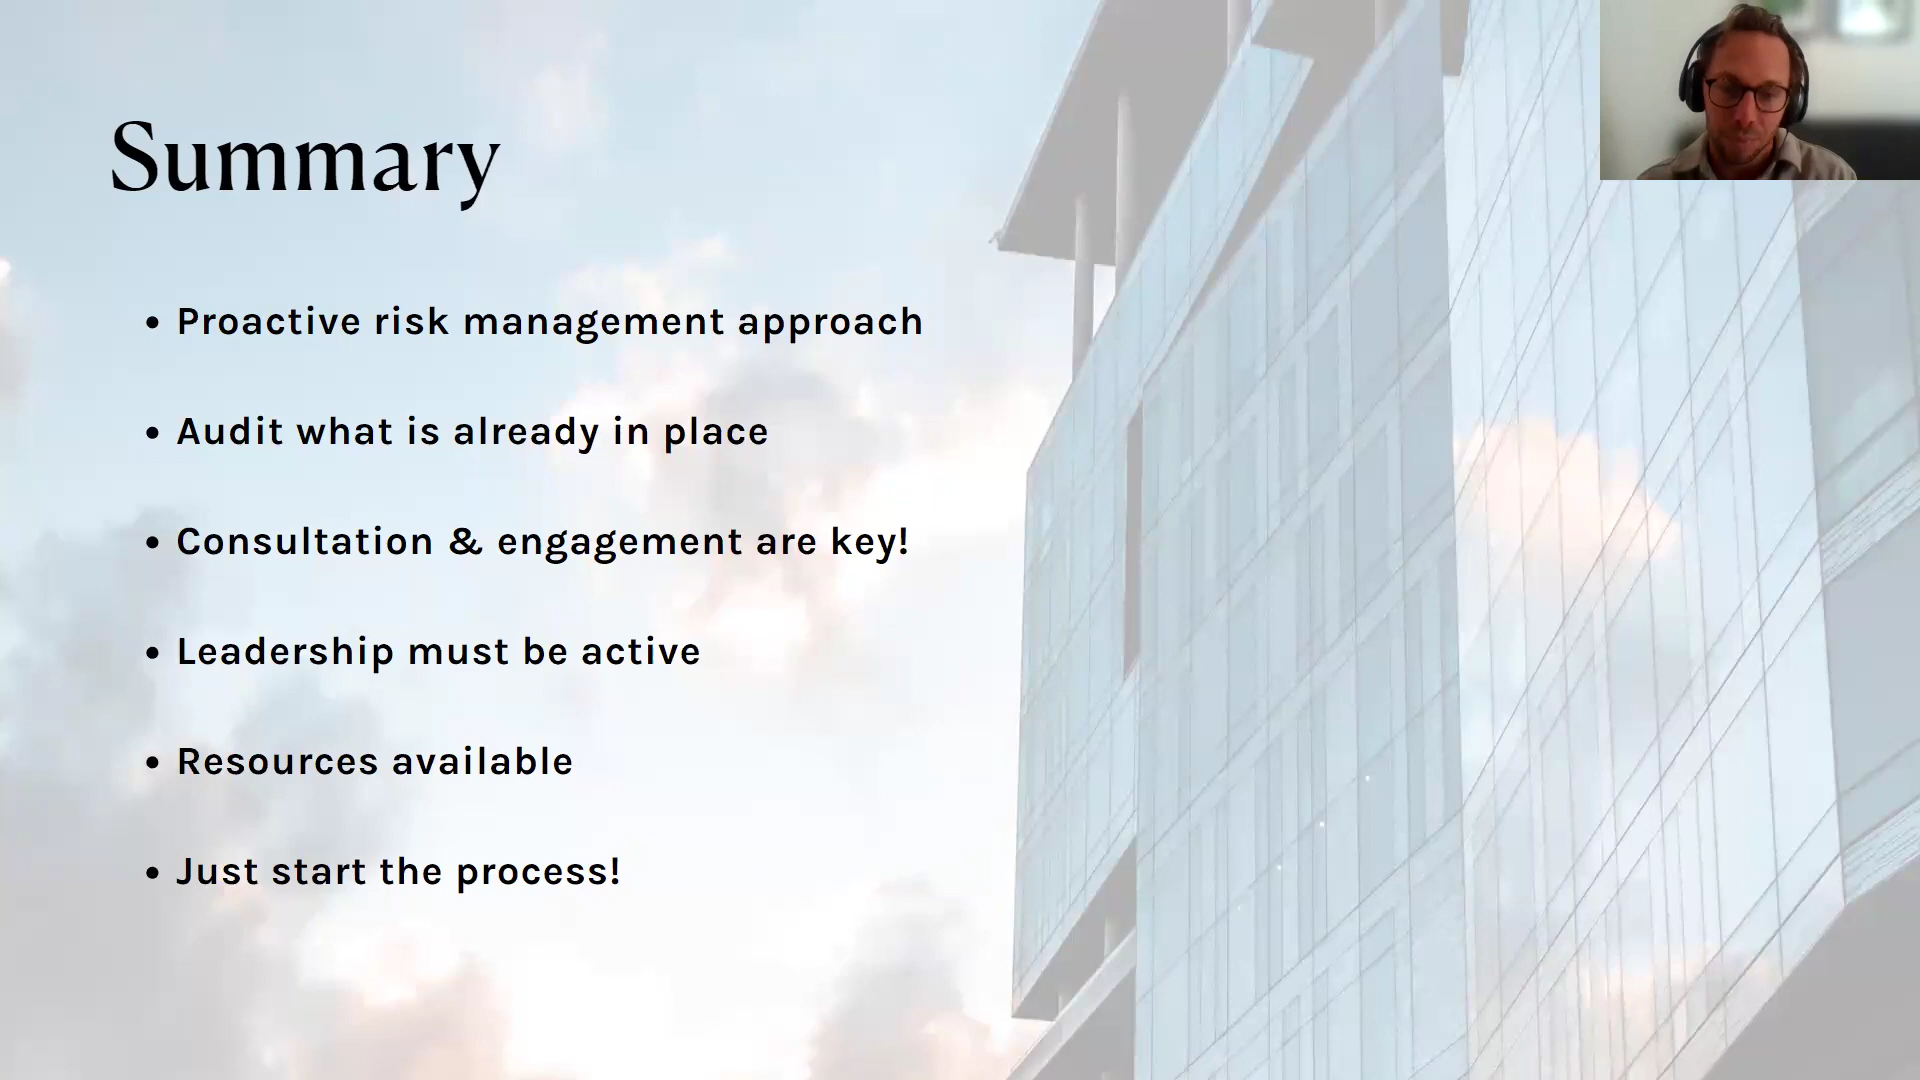 Summary
• Proactive risk management approach
• Audit what is already in place
• Consultation & engagement are key!
• Leadership must be active
• Resources available
• Just start the process!